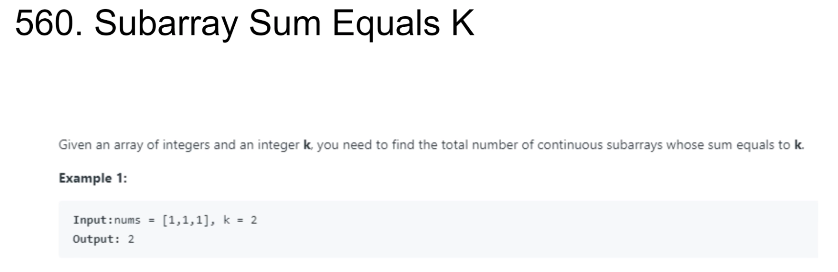 560. Subarray Sum Equals K
Given an array of integers and an integer k, you need to find the total number of continuous subarrays whose sum equals to k.
Example 1:
Input:nums = [1,1,1], k = 2
Output: 2